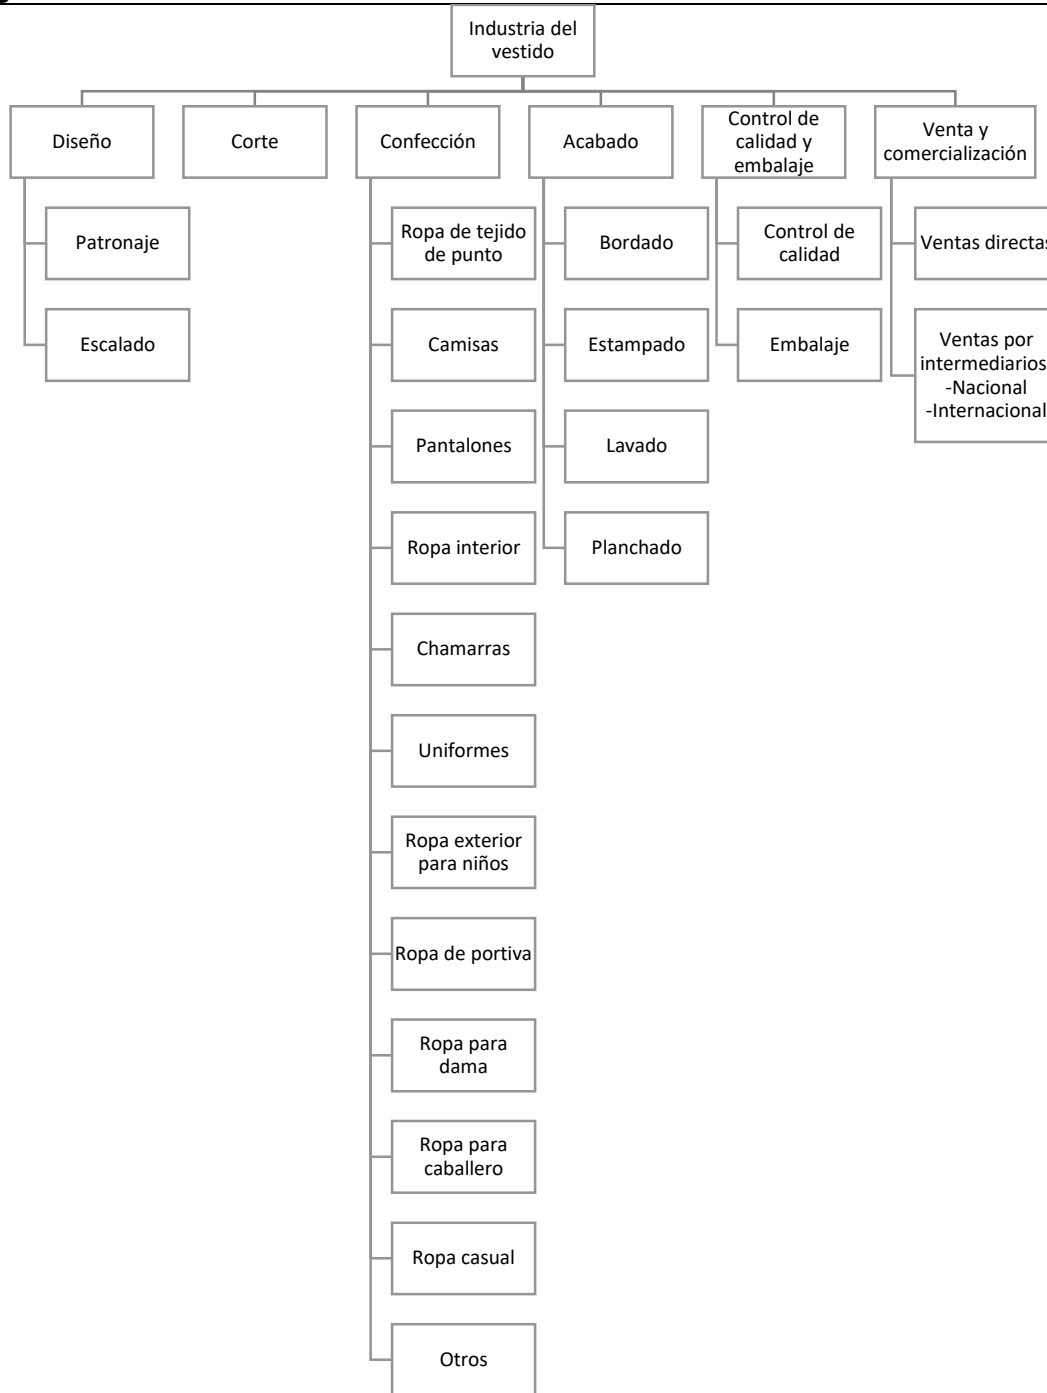 Industria del
vestido
Diseño
Corte
Confección
Acabado
Control de
calidad y
embalaje
Venta y
comercialización
Patronaje
Escalado
Ropa de tejido
de punto
Camisas
Pantalones
Ropa interior
Chamarras
Uniformes
Ropa exterior
para niños
Ropa de portiva
Ropa para
dama
Ropa para
caballero
Ropa casual
Otros
Bordado
Estampado
Lavado
Planchado
Control de
calidad
Embalaje
Ventas directas
Ventas por
intermediarios
-Nacional
-Internacional